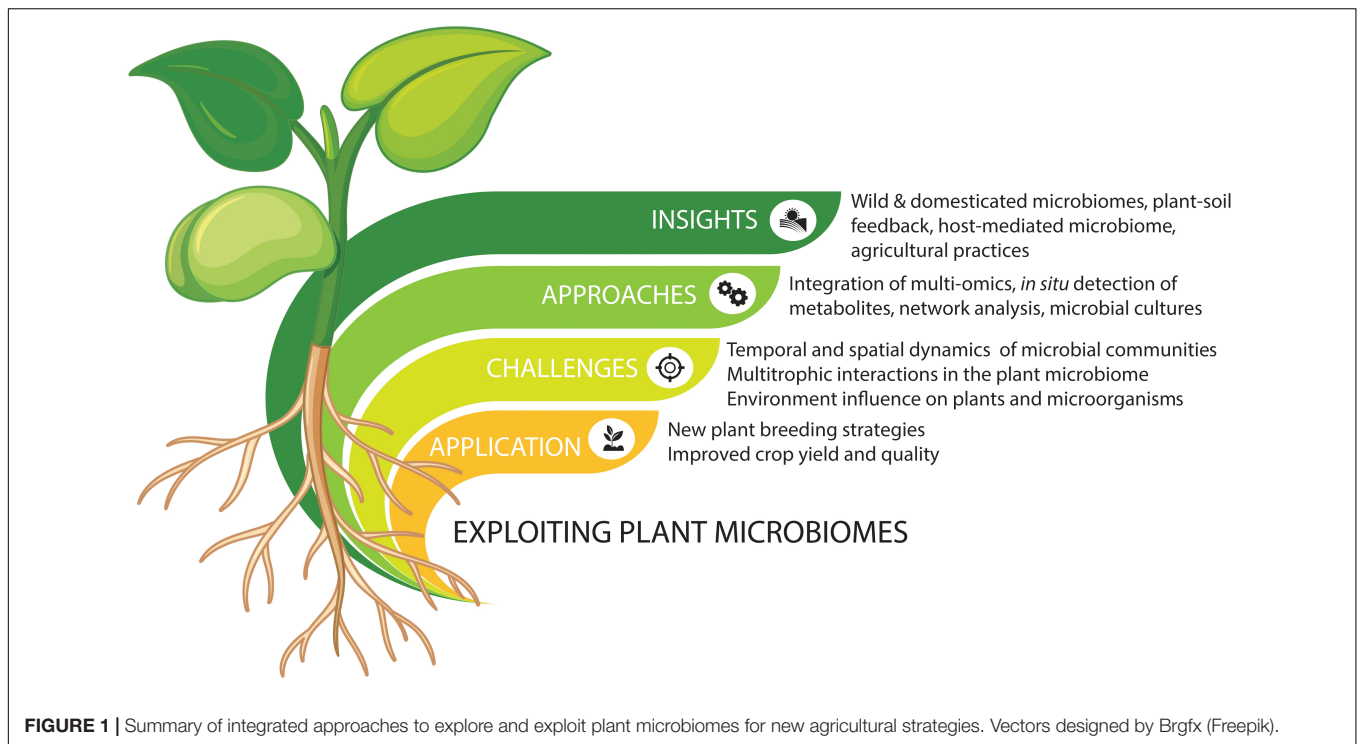 INSIGHTS
Wild & domesticated microbiomes, plant-soil
feedback, host-mediated microbiome,
agricultural practices
APPROACHES
Integration of multi-omics, in situ detection of
metabolites, network analysis, microbial cultures
CHALLENGES
Temporal and spatial dynamics of microbial communities
Multitrophic interactions in the plant microbiome
Environment influence on plants and microorganisms
APPLICATION
New plant breeding strategies
Improved crop yield and quality
EXPLOITING PLANT MICROBIOMES
FIGURE 1 | Summary of integrated approaches to explore and exploit plant microbiomes for new agricultural strategies. Vectors designed by Brgfx (Freepik).